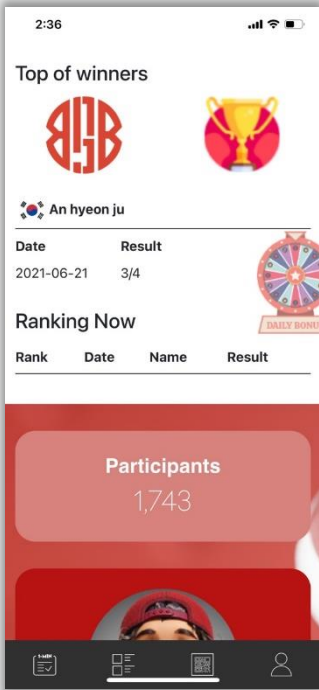 2:36
Top of winners
An hyeon ju
Date Result
2021-06-21 3/4
DAILY BONU
Ranking Now
Rank Date Name Result
Participants
1,743